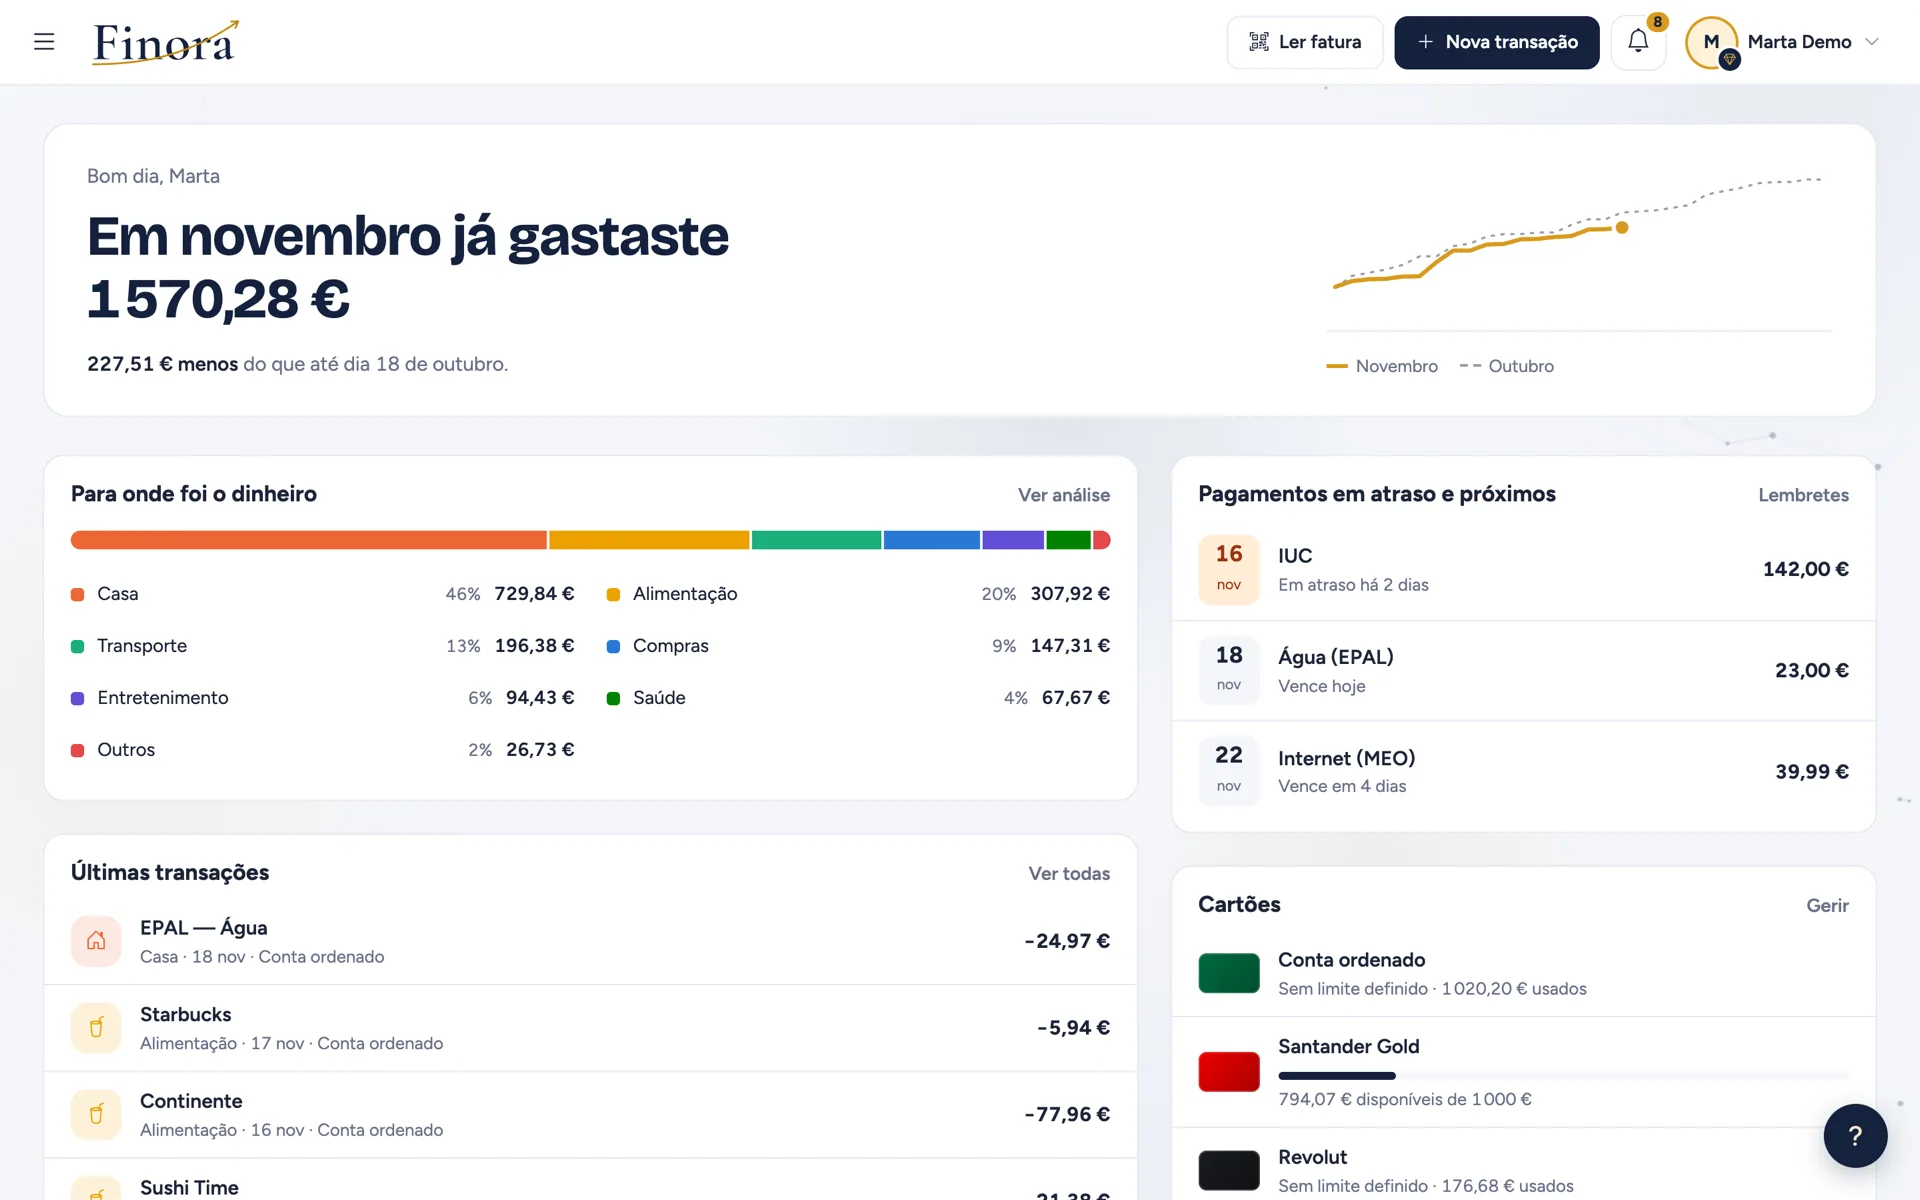 Finora
Ler fatura
Nova transação
8
M
Marta Demo
Bom dia, Marta
Em novembro já gastaste
1 570,28 €
227,51 € menos do que até dia 18 de outubro.
Novembro
Outubro
Para onde foi o dinheiro
Ver análise
Casa 46% 729,84 €
Alimentação 20% 307,92 €
Transporte 13% 196,38 €
Compras 9% 147,31 €
Entretenimento 6% 94,43 €
Saúde 4% 67,67 €
Outros 2% 26,73 €
Pagamentos em atraso e próximos
Lembretes
16 nov
IUC
Em atraso há 2 dias
142,00 €
18 nov
Água (EPAL)
Vence hoje
23,00 €
22 nov
Internet (MEO)
Vence em 4 dias
39,99 €
Últimas transações
Ver todas
EPAL — Água
Casa · 18 nov · Conta ordenado
-24,97 €
Starbucks
Alimentação · 17 nov · Conta ordenado
-5,94 €
Continente
Alimentação · 16 nov · Conta ordenado
-77,96 €
Sushi Time
Cartões
Gerir
Conta ordenado
Sem limite definido · 1 020,20 € usados
Santander Gold
794,07 € disponíveis de 1 000 €
Revolut
Sem limite definido · 176,68 € usados
?